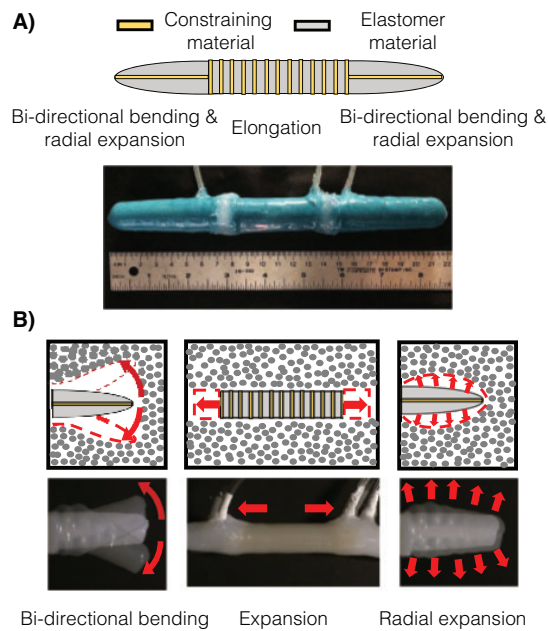 A)
Constraining
material
Elastomer
material
Bi-directional bending &
radial expansion
Elongation
Bi-directional bending &
radial expansion
B)
Bi-directional bending
Expansion
Radial expansion